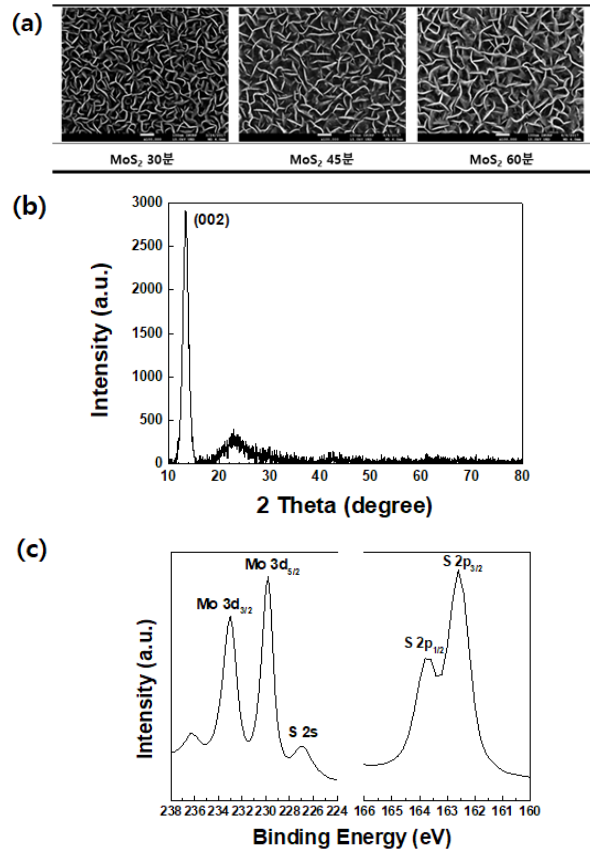 (a)
MoS₂ 30분 MoS₂ 45분 MoS₂ 60분
(b)
3000
2500
2000
1500
1000
500
0
(002)
Intensity (a.u.)
10 20 30 40 50 60 70 80
2 Theta (degree)
(c)
Mo 3d₃/₂
Mo 3d₅/₂
S 2s
S 2p₁/₂
S 2p₃/₂
Intensity (a.u.)
238 236 234 232 230 228 226 224 166 165 164 163 162 161 160
Binding Energy (eV)